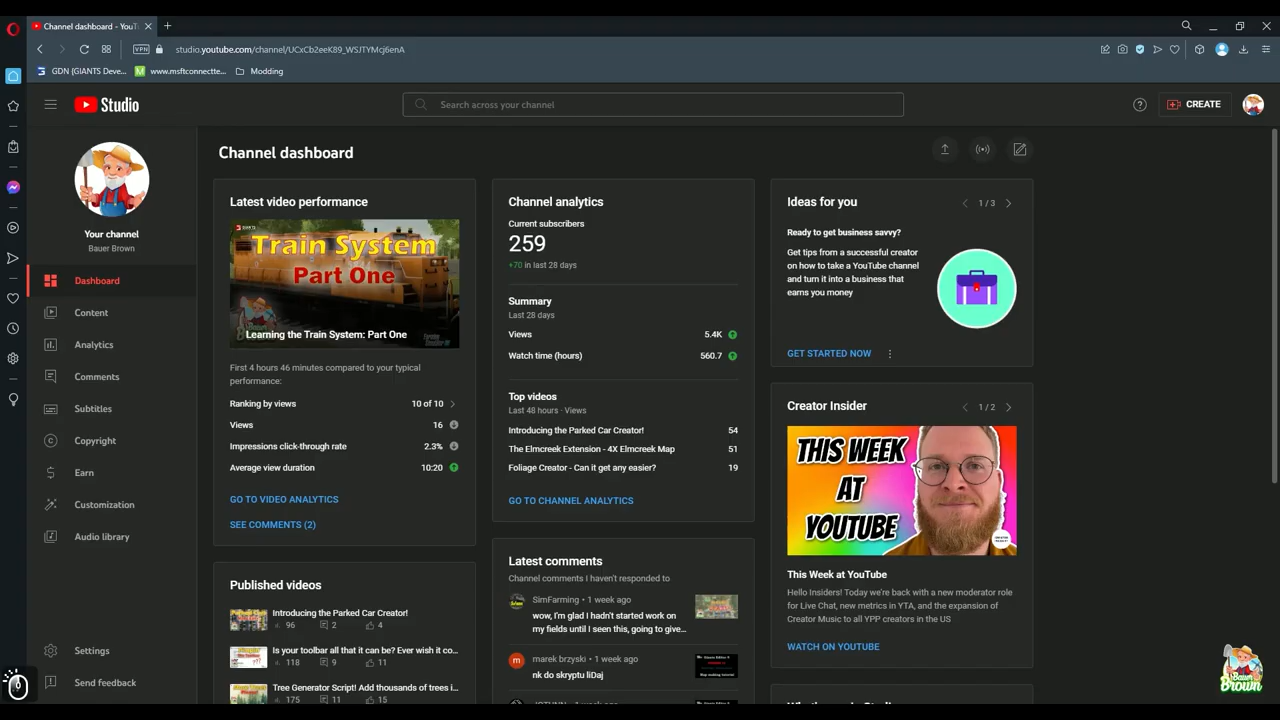 Channel dashboard - YouT
studio.youtube.com/channel/UCxCb2eeK89_WSJTYMcj6enA
VPN
GDN {GIANTS Deve...
www.msftconnectte...
Modding
Studio
Search across your channel
CREATE
Your channel
Bauer Brown
Dashboard
Content
Analytics
Comments
Subtitles
Copyright
Earn
Customization
Audio library
Settings
Send feedback
Channel dashboard
Latest video performance
Train System
Part One
Learning the Train System: Part One
First 4 hours 46 minutes compared to your typical
performance:
Ranking by views 10 of 10
Views 16
Impressions click-through rate 2.3%
Average view duration 10:20
GO TO VIDEO ANALYTICS
SEE COMMENTS (2)
Published videos
Introducing the Parked Car Creator!
96 2 4
Is your toolbar all that it can be? Ever wish it co...
118 9 11
Tree Generator Script! Add thousands of trees i...
175 11 15
Channel analytics
Current subscribers
259
+70 in last 28 days
Summary
Last 28 days
Views 5.4K
Watch time (hours) 560.7
Top videos
Last 48 hours · Views
Introducing the Parked Car Creator! 54
The Elmcreek Extension - 4X Elmcreek Map 51
Foliage Creator - Can it get any easier? 19
GO TO CHANNEL ANALYTICS
Latest comments
Channel comments I haven't responded to
SimFarming • 1 week ago
wow, I'm glad I hadn't started work on
my fields until I seen this, going to give...
m
marek brzyski • 1 week ago
nk do skryptu liDaj
Ideas for you
1 / 3
Ready to get business savvy?
Get tips from a successful creator
on how to take a YouTube channel
and turn it into a business that
earns you money
GET STARTED NOW
Creator Insider
1 / 2
THIS WEEK
AT
YOUTUBE
This Week at YouTube
Hello Insiders! Today we're back with a new moderator role
for Live Chat, new metrics in YTA, and the expansion of
Creator Music to all YPP creators in the US
WATCH ON YOUTUBE
Bauer
Brown